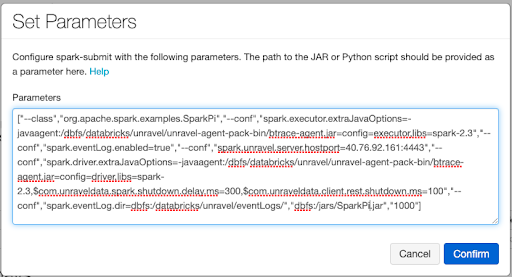 Set Parameters
Configure spark-submit with the following parameters. The path to the JAR or Python script should be provided as
a parameter here. Help
Parameters
["--class","org.apache.spark.examples.SparkPi","--conf","spark.executor.extraJavaOptions=-
javaagent:/dbfs/databricks/unravel/unravel-agent-pack-bin/btrace-agent.jar=config=executor,libs=spark-2.3","--
conf","spark.eventLog.enabled=true","--conf","spark.unravel.server.hostport=40.76.92.161:4443","--
conf","spark.driver.extraJavaOptions=-javaagent:/dbfs/databricks/unravel/unravel-agent-pack-bin/btrace-
agent.jar=config=driver,libs=spark-
2.3,$com.unraveldata.spark.shutdown.delay.ms=300,$com.unraveldata.client.rest.shutdown.ms=100","--
conf","spark.eventLog.dir=dbfs:/databricks/unravel/eventLogs/","dbfs:/jars/SparkPi.jar","1000"]
Cancel
Confirm